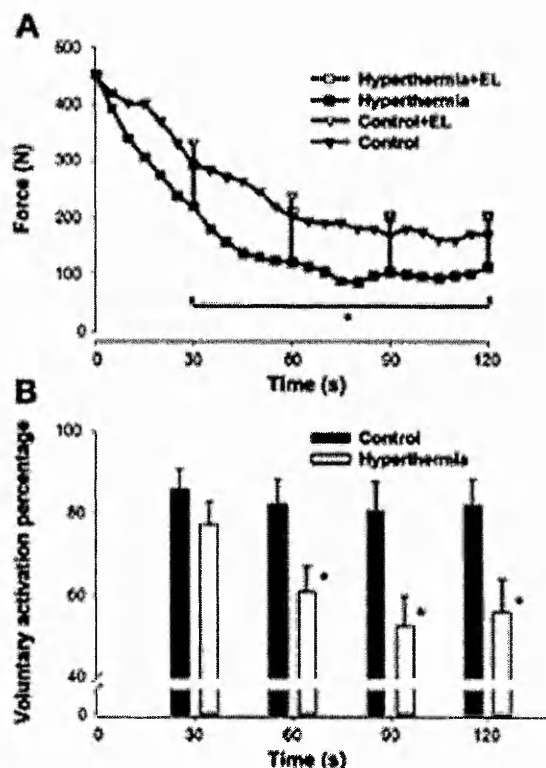 A
500
400
300
200
100
0
Force (N)
Hyperthermia+EL
Hyperthermia
Control+EL
Control
*
0 30 60 90 120
Time (s)
B
100
80
60
40
0
Voluntary activation percentage
Control
Hyperthermia
* * *
0 30 60 90 120
Time (s)